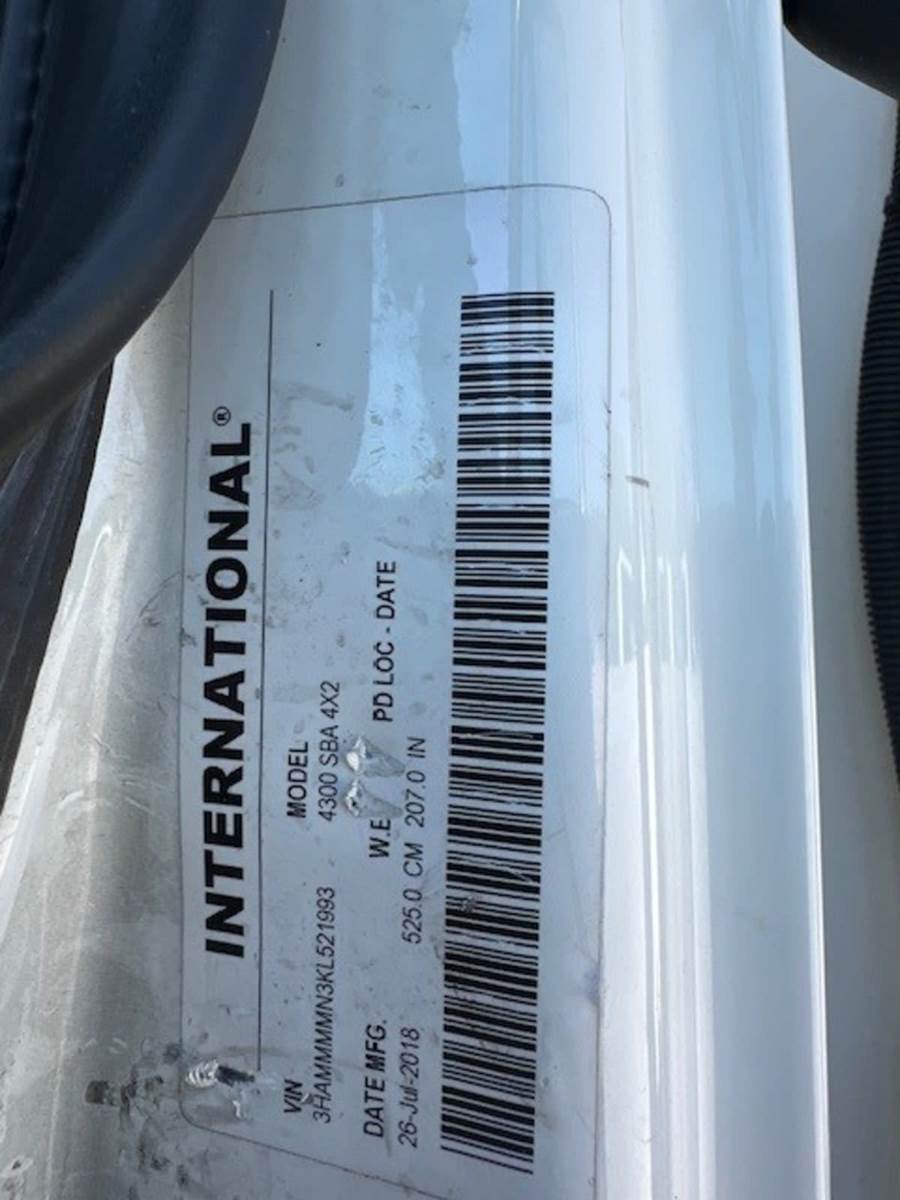 INTERNATIONAL®
VIN MODEL
3HAMMMMN3KL521993 4300 SBA 4X2
DATE MFG. PD LOC - DATE
26-Jul-2018 525.0 CM 207.0 IN